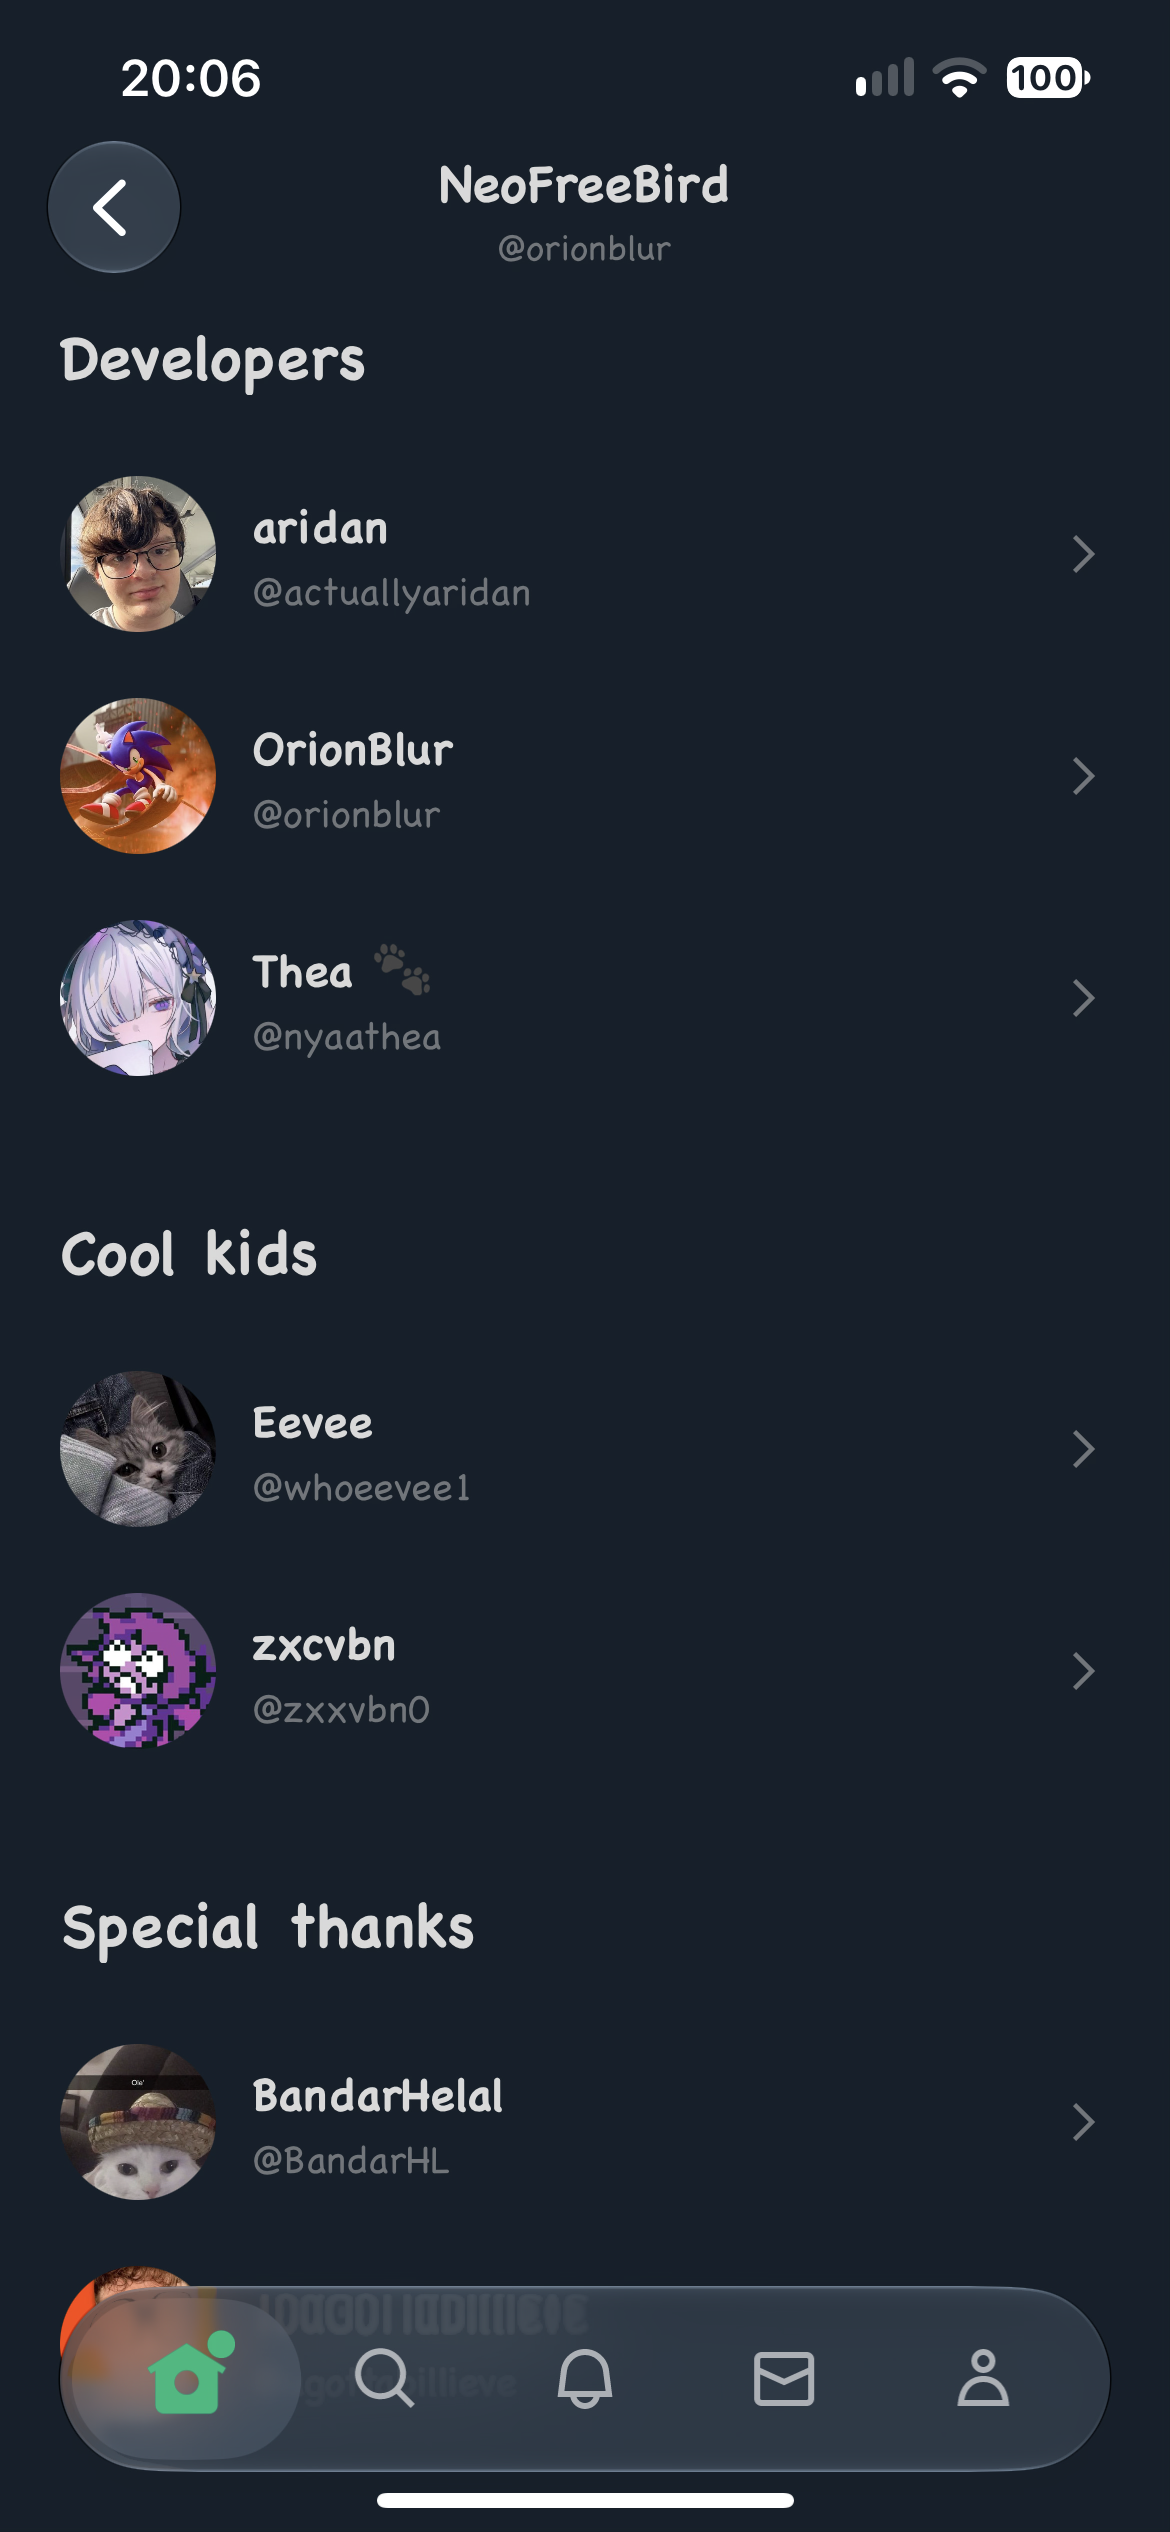 20:06
100
NeoFreeBird
@orionblur
Developers
aridan
@actuallyaridan
OrionBlur
@orionblur
Thea 🐾
@nyaathea
Cool kids
Eevee
@whoeevee1
zxcvbn
@zxxvbn0
Special thanks
Ole'
BandarHelal
@BandarHL